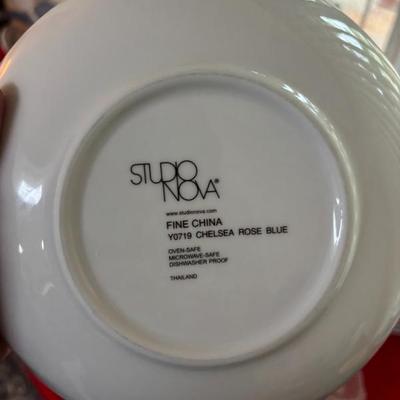 STUDIO
NOVA®
www.studionova.com
FINE CHINA
Y0719 CHELSEA ROSE BLUE
OVEN-SAFE
MICROWAVE-SAFE
DISHWASHER PROOF
THAILAND